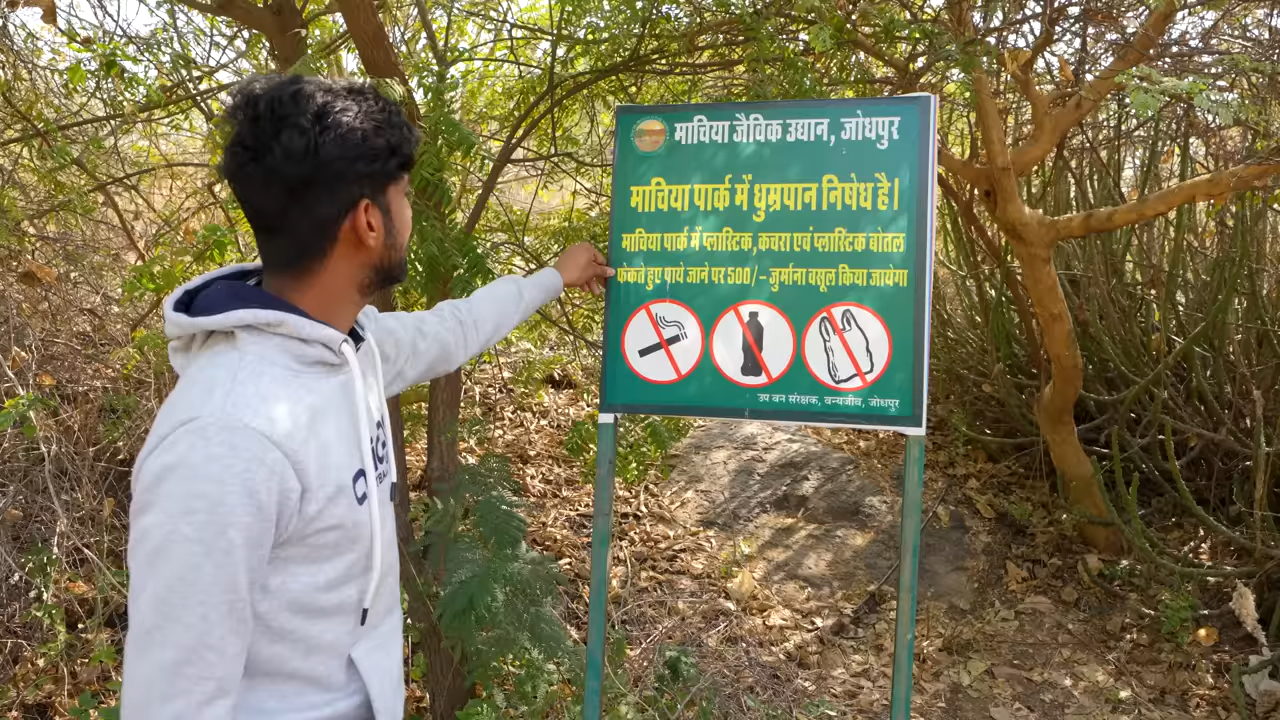 माचिया जैविक उद्यान, जोधपुर
माचिया पार्क में धुम्रपान निषेध है।
माचिया पार्क में प्लास्टिक, कचरा एवं प्लास्टिक बोतल
फेंकते हुए पाये जाने पर 500/- जुर्माना वसूल किया जायेगा
उप वन संरक्षक, वन्यजीव, जोधपुर